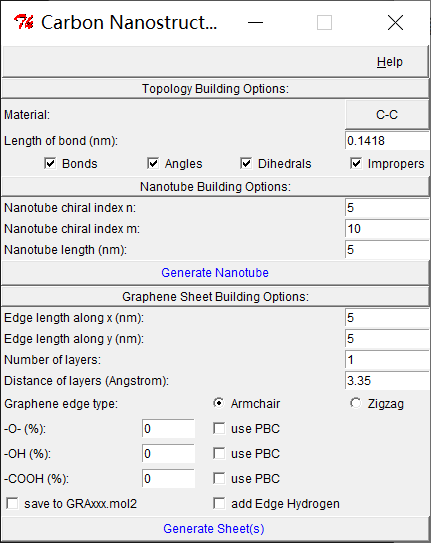 Carbon Nanostruct...
Help
Topology Building Options:
Material: C-C
Length of bond (nm): 0.1418
Bonds Angles Dihedrals Impropers
Nanotube Building Options:
Nanotube chiral index n: 5
Nanotube chiral index m: 10
Nanotube length (nm): 5
Generate Nanotube
Graphene Sheet Building Options:
Edge length along x (nm): 5
Edge length along y (nm): 5
Number of layers: 1
Distance of layers (Angstrom): 3.35
Graphene edge type: Armchair Zigzag
-O- (%): 0 use PBC
-OH (%): 0 use PBC
-COOH (%): 0 use PBC
save to GRAxxx.mol2 add Edge Hydrogen
Generate Sheet(s)